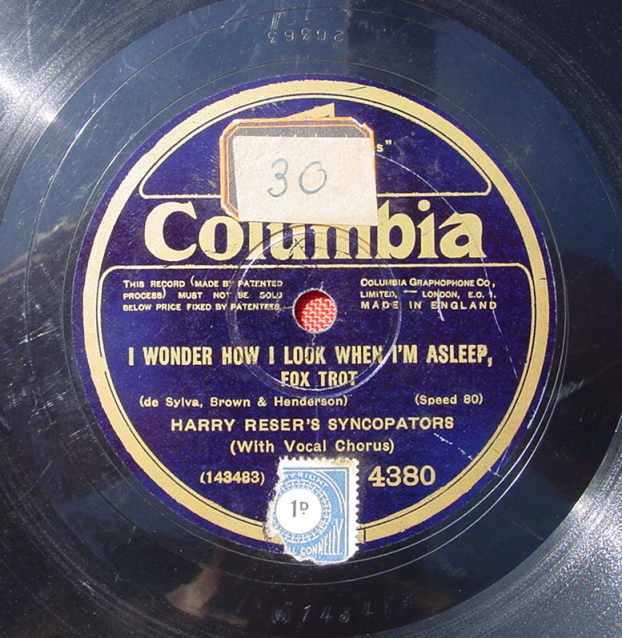 26363
s"
30
Columbia
THIS RECORD (MADE BY PATENTED
PROCESS) MUST NOT BE SOLD
BELOW PRICE FIXED BY PATENTEES.
COLUMBIA GRAPHOPHONE CO,
LIMITED, — LONDON, E.C. 1.
MADE IN ENGLAND
I WONDER HOW I LOOK WHEN I'M ASLEEP,
FOX TROT
(de Sylva, Brown & Henderson) (Speed 80)
HARRY RESER'S SYNCOPATORS
(With Vocal Chorus)
(143483) 4380
1D
CONNELLY